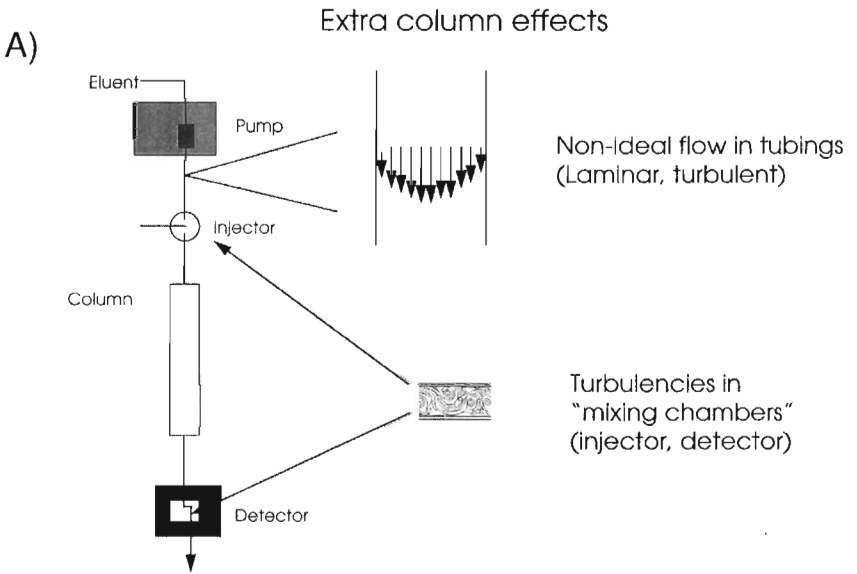 Extra column effects
A)
Eluent
Pump
Non-ideal flow in tubings
(Laminar, turbulent)
Injector
Column
Turbulencies in
"mixing chambers"
(injector, detector)
Detector